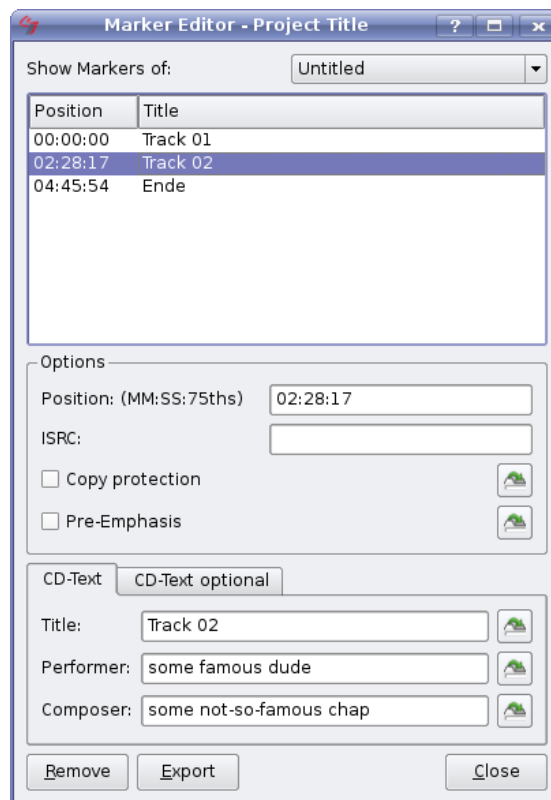 Marker Editor - Project Title ? x
Show Markers of: Untitled
Position Title
00:00:00 Track 01
02:28:17 Track 02
04:45:54 Ende
Options
Position: (MM:SS:75ths) 02:28:17
ISRC:
Copy protection
Pre-Emphasis
CD-Text CD-Text optional
Title: Track 02
Performer: some famous dude
Composer: some not-so-famous chap
Remove Export Close